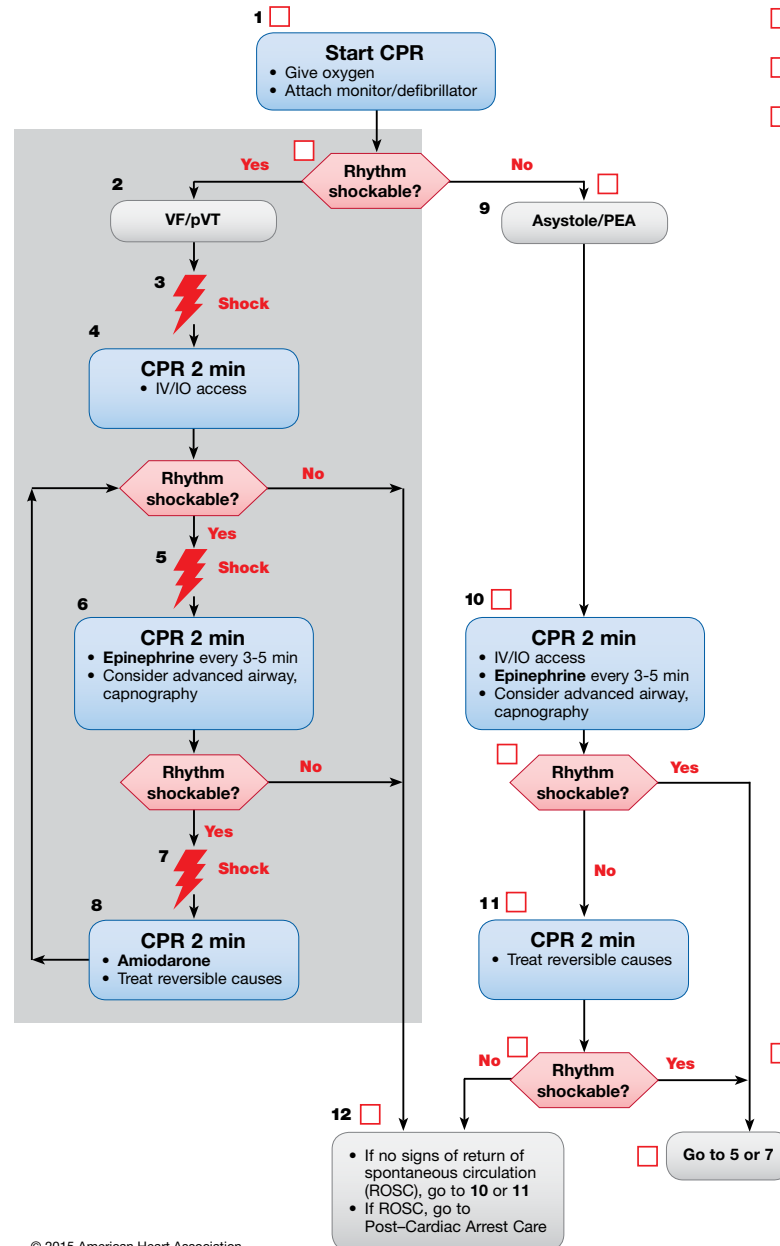 1
Start CPR
• Give oxygen
• Attach monitor/defibrillator
Rhythm
shockable?
Yes
No
2
VF/pVT
9
Asystole/PEA
3
Shock
4
CPR 2 min
• IV/IO access
Rhythm
shockable?
No
Yes
5
Shock
6
CPR 2 min
• Epinephrine every 3-5 min
• Consider advanced airway,
capnography
Rhythm
shockable?
No
Yes
7
Shock
8
CPR 2 min
• Amiodarone
• Treat reversible causes
10
CPR 2 min
• IV/IO access
• Epinephrine every 3-5 min
• Consider advanced airway,
capnography
Rhythm
shockable?
Yes
No
11
CPR 2 min
• Treat reversible causes
Rhythm
shockable?
No
Yes
12
• If no signs of return of
spontaneous circulation
(ROSC), go to 10 or 11
• If ROSC, go to
Post–Cardiac Arrest Care
Go to 5 or 7
© 2015 American Heart Association